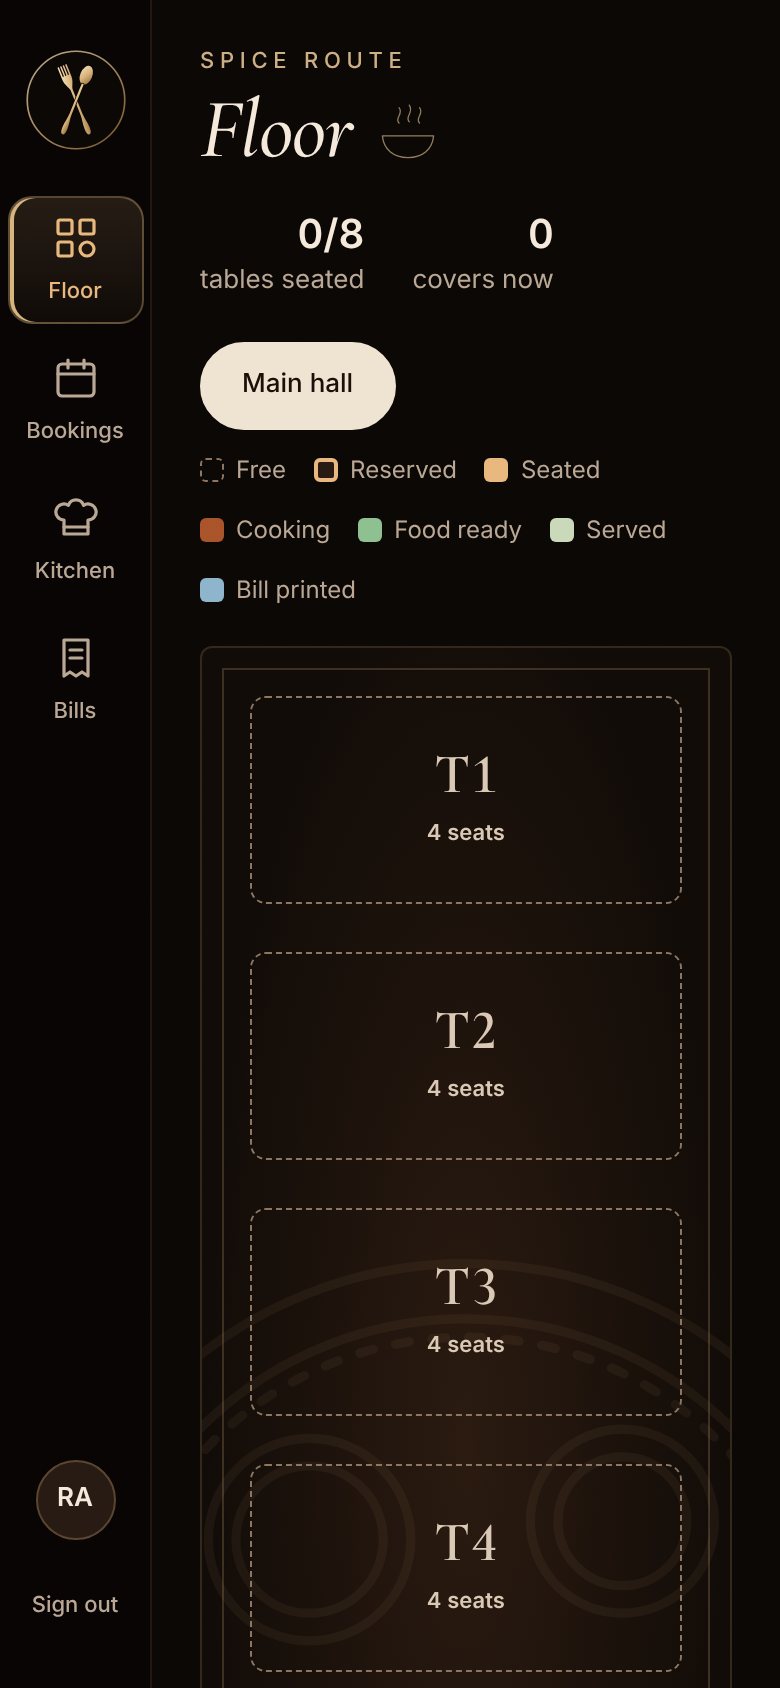 SPICE ROUTE
Floor
0/8
tables seated
0
covers now
Main hall
Free
Reserved
Seated
Cooking
Food ready
Served
Bill printed
Floor
Bookings
Kitchen
Bills
T1
4 seats
T2
4 seats
T3
4 seats
T4
4 seats
RA
Sign out